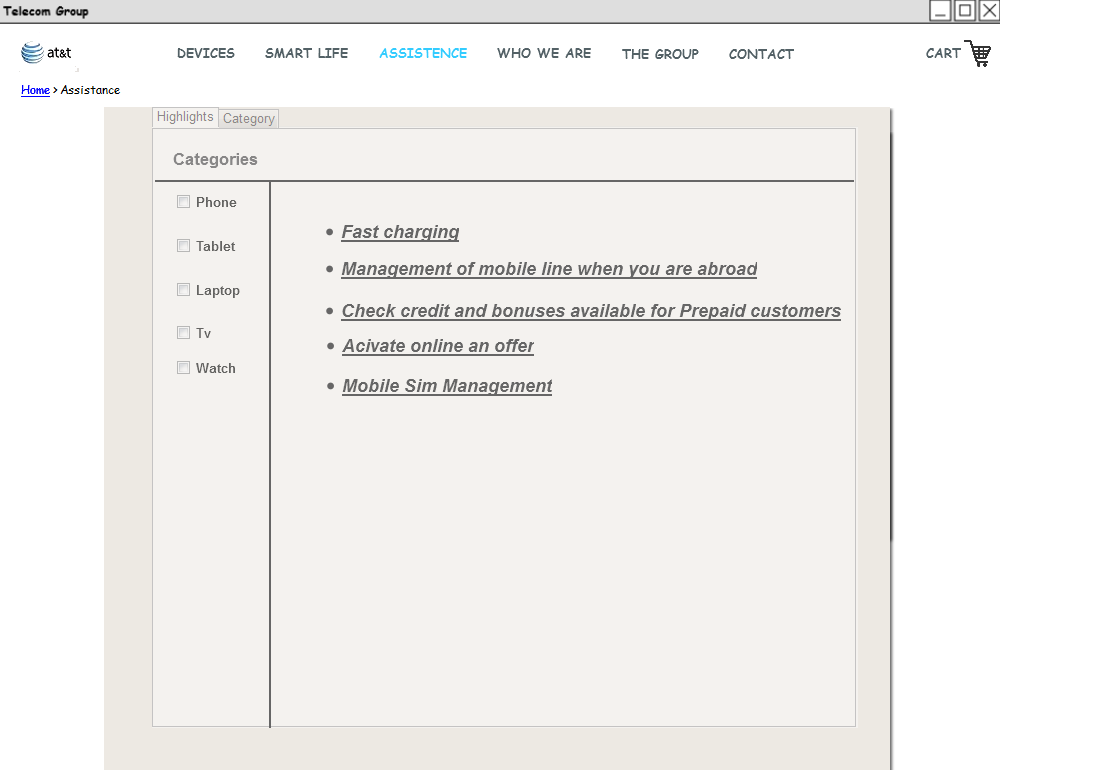 Telecom Group
at&t
DEVICES SMART LIFE ASSISTENCE WHO WE ARE THE GROUP CONTACT CART
Home > Assistance
Highlights Category
Categories
Phone
Tablet
Laptop
Tv
Watch
• Fast charging
• Management of mobile line when you are abroad
• Check credit and bonuses available for Prepaid customers
• Acivate online an offer
• Mobile Sim Management